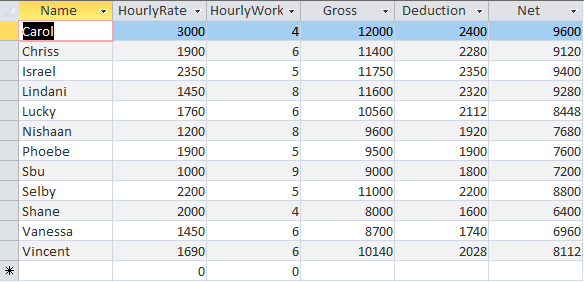 Name HourlyRate HourlyWork Gross Deduction Net
Carol 3000 4 12000 2400 9600
Chriss 1900 6 11400 2280 9120
Israel 2350 5 11750 2350 9400
Lindani 1450 8 11600 2320 9280
Lucky 1760 6 10560 2112 8448
Nishaan 1200 8 9600 1920 7680
Phoebe 1900 5 9500 1900 7600
Sbu 1000 9 9000 1800 7200
Selby 2200 5 11000 2200 8800
Shane 2000 4 8000 1600 6400
Vanessa 1450 6 8700 1740 6960
Vincent 1690 6 10140 2028 8112
0 0